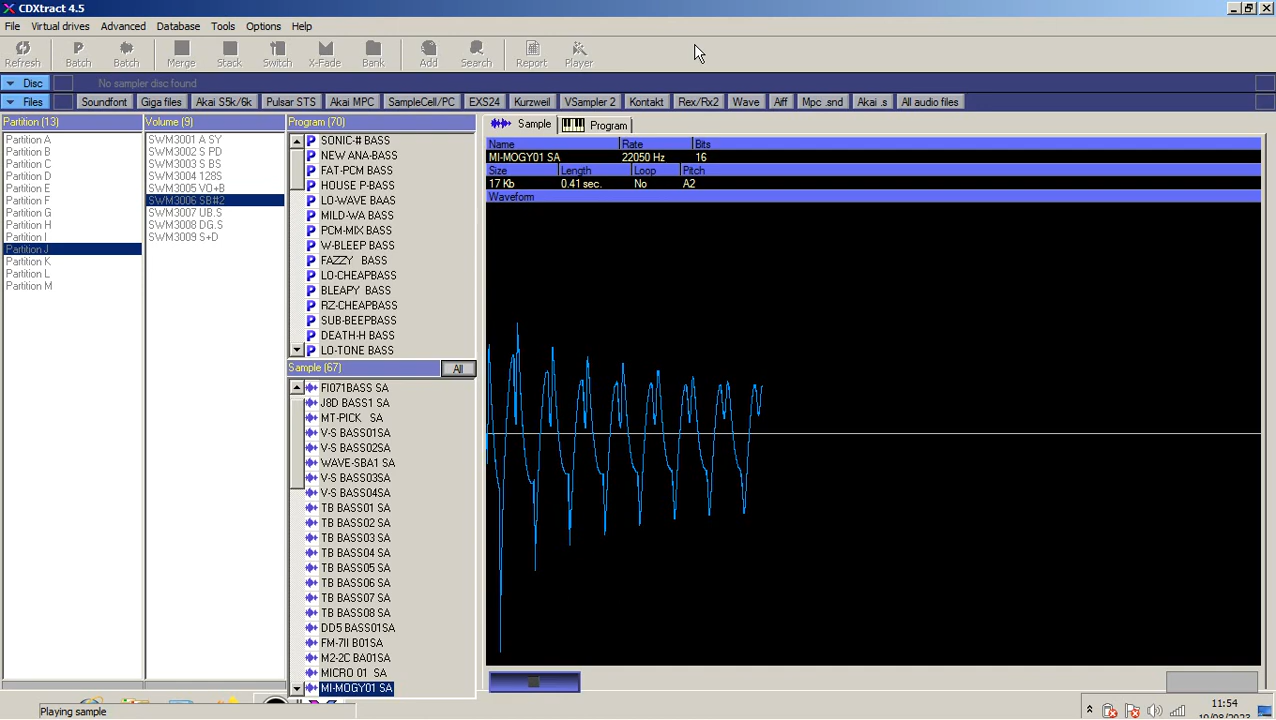 CDXtract 4.5
File Virtual drives Advanced Database Tools Options Help
Refresh Batch Batch Merge Stack Switch X-Fade Bank Add Search Report Player
Disc No sampler disc found
Files Soundfont Giga files Akai S5k/6k Pulsar STS Akai MPC SampleCell/PC EXS24 Kurzweil VSampler 2 Kontakt Rex/Rx2 Wave Aiff Mpc .snd Akai .s All audio files
Partition (13)
Partition A
Partition B
Partition C
Partition D
Partition E
Partition F
Partition G
Partition H
Partition I
Partition J
Partition K
Partition L
Partition M
Volume (9)
SWM3001 A SY
SWM3002 S PD
SWM3003 S BS
SWM3004 128S
SWM3005 VO+B
SWM3006 SB#2
SWM3007 UB.S
SWM3008 DG.S
SWM3009 S+D
Program (70)
P SONIC-# BASS
P NEW ANA-BASS
P FAT-PCM BASS
P HOUSE P-BASS
P LO-WAVE BAAS
P MILD-WA BASS
P PCM-MIX BASS
P W-BLEEP BASS
P FAZZY BASS
P LO-CHEAPBASS
P BLEAPY BASS
P RZ-CHEAPBASS
P SUB-BEEPBASS
P DEATH-H BASS
P LO-TONE BASS
Sample (67) All
FI071BASS SA
J8D BASS1 SA
MT-PICK SA
V-S BASS01SA
V-S BASS02SA
WAVE-SBA1 SA
V-S BASS03SA
V-S BASS04SA
TB BASS01 SA
TB BASS02 SA
TB BASS03 SA
TB BASS04 SA
TB BASS05 SA
TB BASS06 SA
TB BASS07 SA
TB BASS08 SA
DD5 BASS01SA
FM-7II B01SA
M2-2C BA01SA
MICRO 01 SA
MI-MOGY01 SA
Sample Program
Name Rate Bits
MI-MOGY01 SA 22050 Hz 16
Size Length Loop Pitch
17 Kb 0.41 sec. No A2
Waveform
Playing sample
11:54
10/08/2023